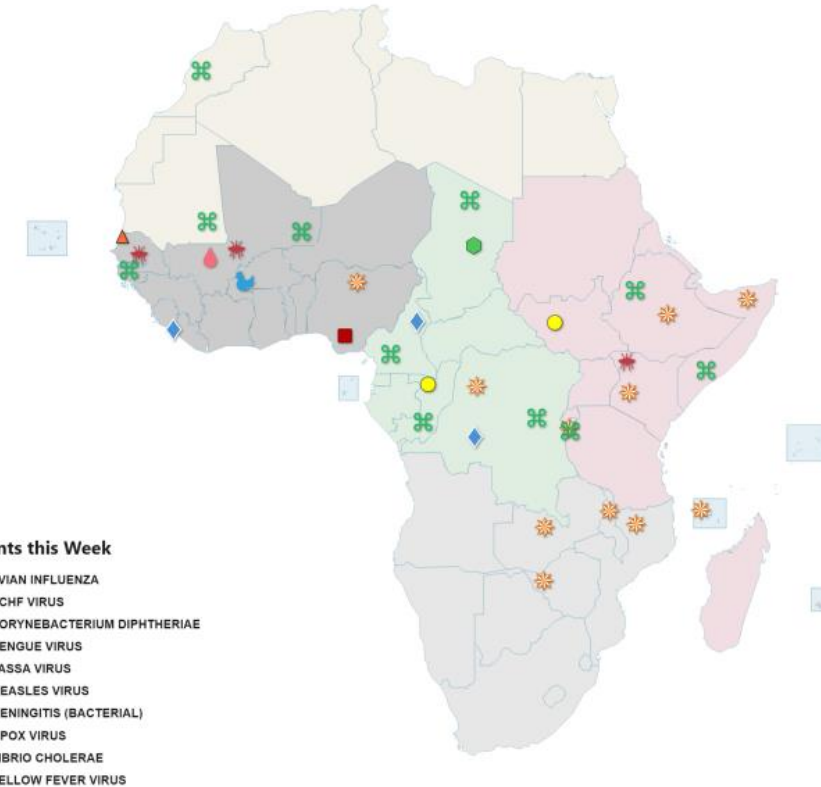 nts this Week
VIAN INFLUENZA
CHF VIRUS
ORYNEBACTERIUM DIPHTHERIAE
ENGUE VIRUS
ASSA VIRUS
EASLES VIRUS
ENINGITIS (BACTERIAL)
POX VIRUS
IBRIO CHOLERAE
ELLOW FEVER VIRUS